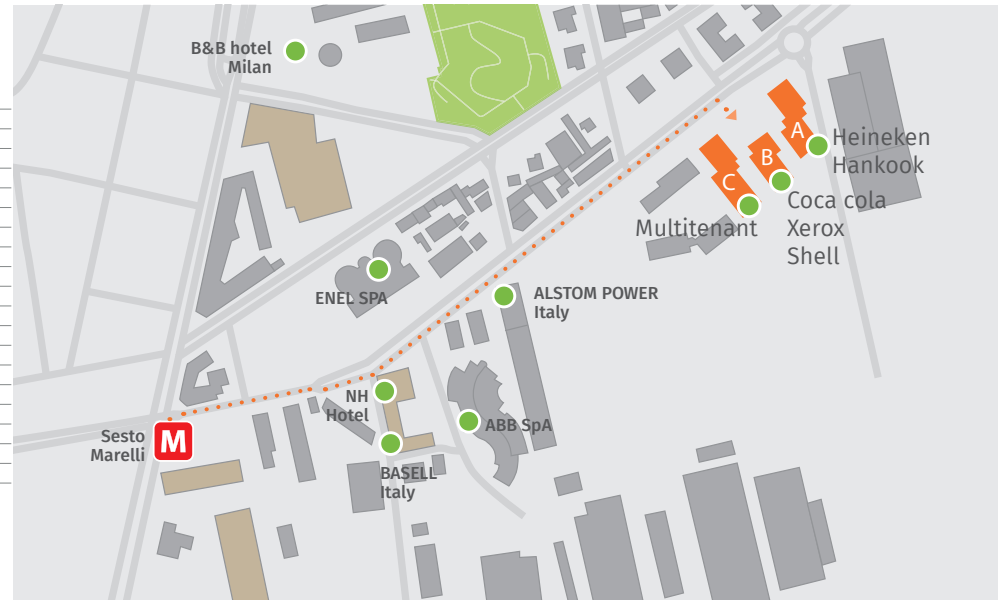 B&B hotel
Milan
A
B
C
Heineken
Hankook
Coca cola
Xerox
Shell
Multitenant
ENEL SPA
ALSTOM POWER
Italy
NH
Hotel
ABB SpA
Sesto
Marelli
M
BASELL
Italy